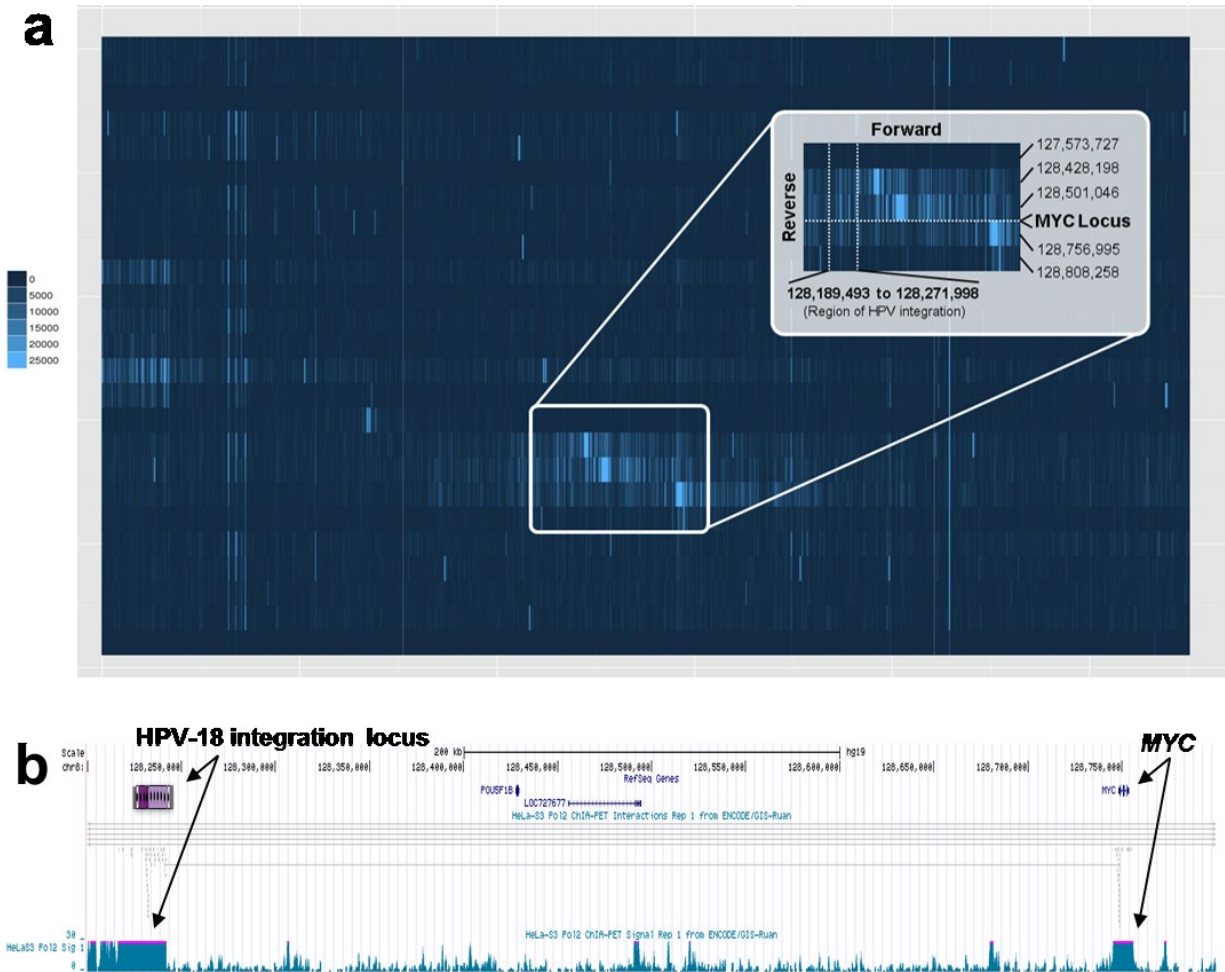 a
Forward
Reverse
127,573,727
128,428,198
128,501,046
MYC Locus
128,756,995
128,808,258
128,189,493 to 128,271,998
(Region of HPV integration)
0
5000
10000
15000
20000
25000
b
HPV-18 integration locus
MYC
Scale
200 kb
hg19
chr8:
128,250,000
128,300,000
128,350,000
128,400,000
128,450,000
128,500,000
128,550,000
128,600,000
128,650,000
128,700,000
128,750,000
RefSeq Genes
POU5F1B
MYC
LOC727677
HeLa-S3 Pol2 ChIA-PET Interactions Rep 1 from ENCODE/GIS-Ruan
HeLa-S3 Pol2 ChIA-PET Signal Rep 1 from ENCODE/GIS-Ruan
30
HeLaS3 Pol2 Sig 1
0